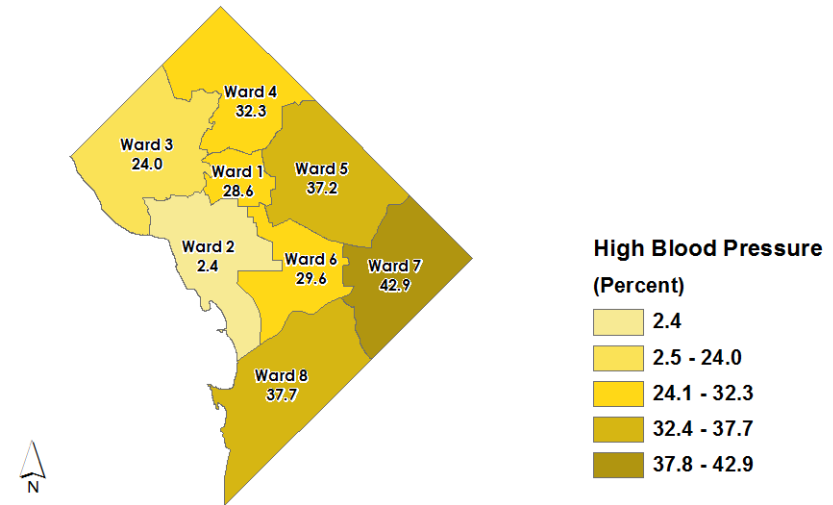 Ward 4
32.3
Ward 3
24.0
Ward 1
28.6
Ward 5
37.2
Ward 2
2.4
Ward 6
29.6
Ward 7
42.9
Ward 8
37.7
N
High Blood Pressure
(Percent)
2.4
2.5 - 24.0
24.1 - 32.3
32.4 - 37.7
37.8 - 42.9